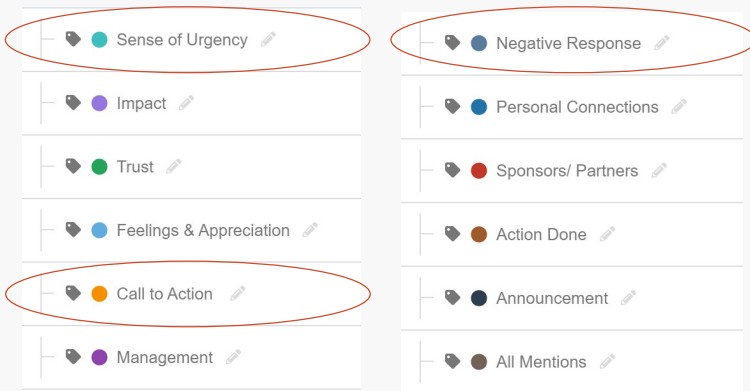 Sense of Urgency
Impact
Trust
Feelings & Appreciation
Call to Action
Management
Negative Response
Personal Connections
Sponsors/ Partners
Action Done
Announcement
All Mentions